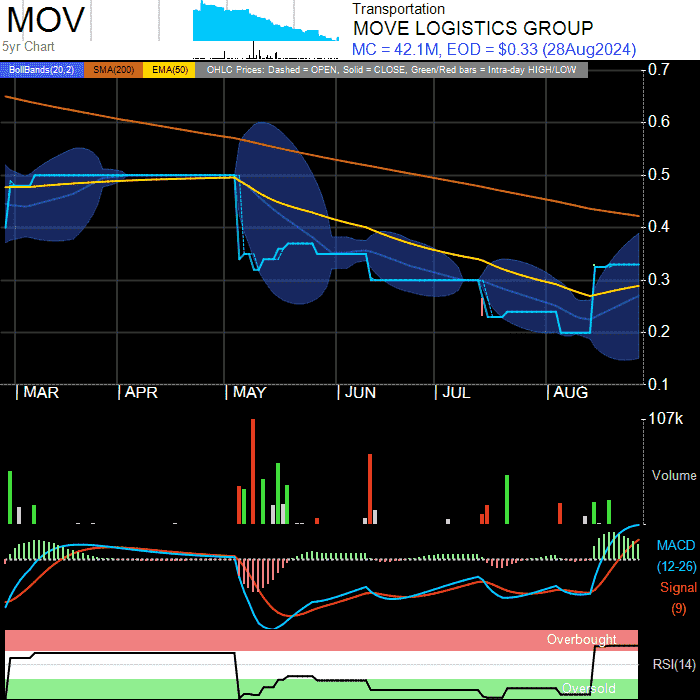 MOV
5yr Chart
Transportation
MOVE LOGISTICS GROUP
MC = 42.1M, EOD = $0.33 (28Aug2024)
BollBands(20,2) SMA(200) EMA(50) OHLC Prices: Dashed = OPEN, Solid = CLOSE, Green/Red bars = Intra-day HIGH/LOW
0.7
0.6
0.5
0.4
0.3
0.2
0.1
| MAR | APR | MAY | JUN | JUL | AUG
107k
Volume
MACD
(12-26)
Signal
(9)
Overbought
RSI(14)
Oversold